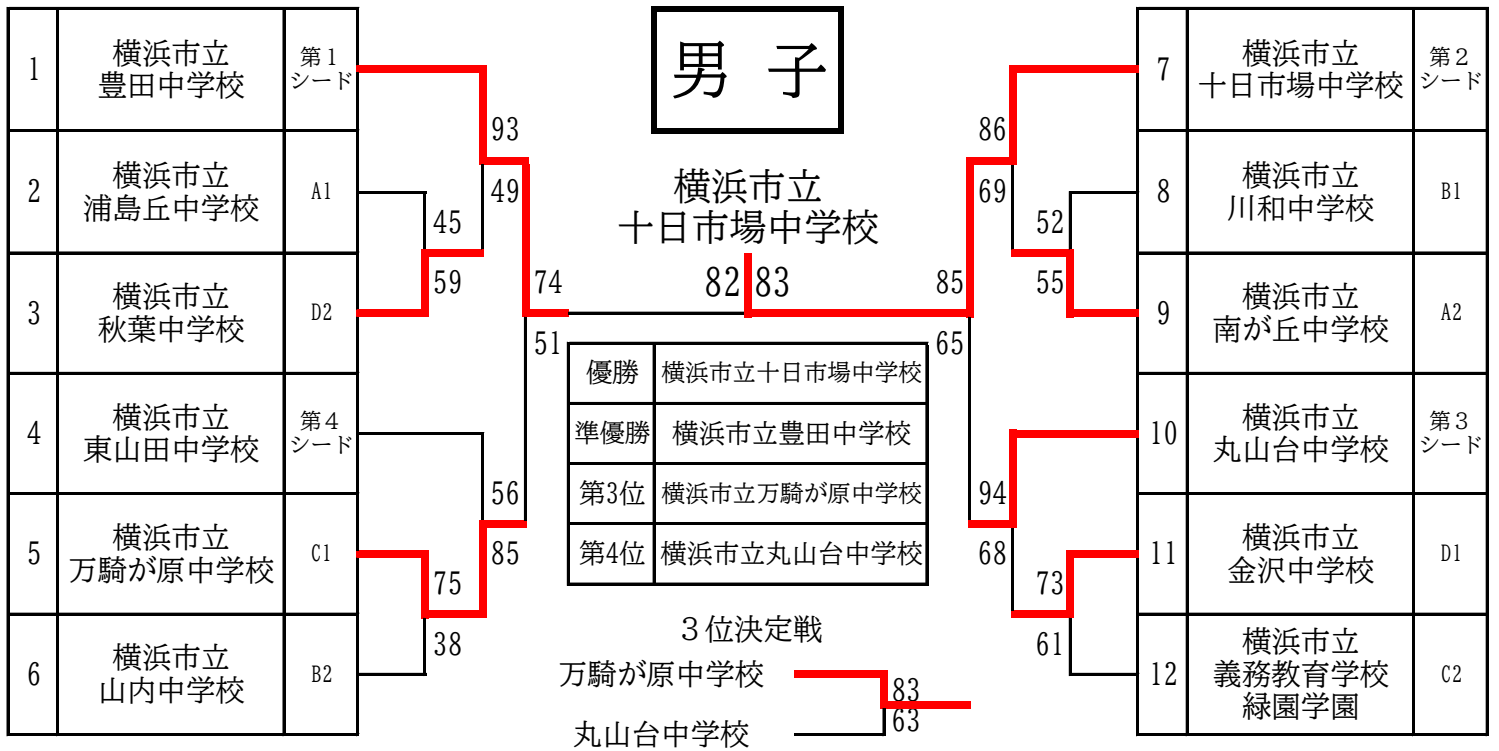 男 子
1
横浜市立
豊田中学校
第１
シード
2
横浜市立
浦島丘中学校
A1
3
横浜市立
秋葉中学校
D2
4
横浜市立
東山田中学校
第４
シード
5
横浜市立
万騎が原中学校
C1
6
横浜市立
山内中学校
B2
93
49
45
59
74
51
56
85
75
38
横浜市立
十日市場中学校
82 83
優勝 横浜市立十日市場中学校
準優勝 横浜市立豊田中学校
第3位 横浜市立万騎が原中学校
第4位 横浜市立丸山台中学校
３位決定戦
万騎が原中学校
83
63
丸山台中学校
86
69
52
55
85
65
94
68
73
61
7
横浜市立
十日市場中学校
第２
シード
8
横浜市立
川和中学校
B1
9
横浜市立
南が丘中学校
A2
10
横浜市立
丸山台中学校
第３
シード
11
横浜市立
金沢中学校
D1
12
横浜市立
義務教育学校
緑園学園
C2